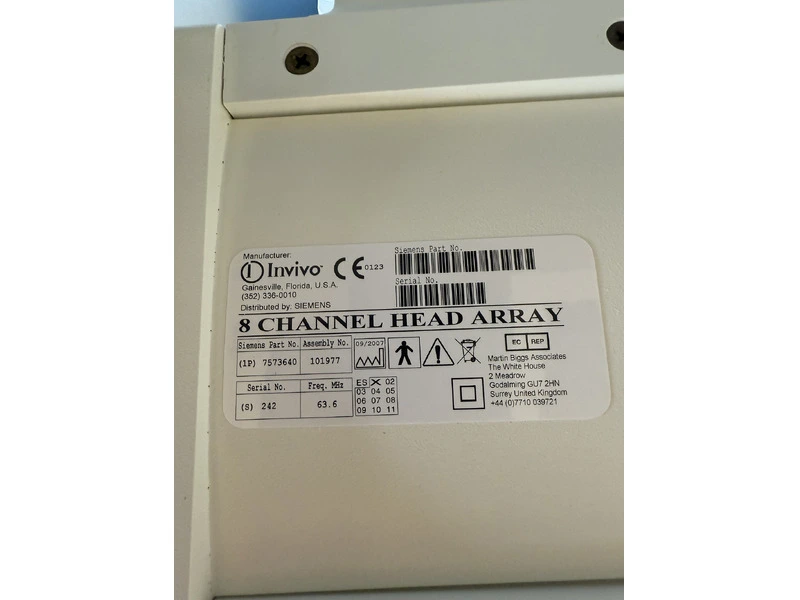 Manufacturer:
Invivo CE 0123
Gainesville, Florida, U.S.A.
(352) 336-0010
Distributed by: SIEMENS
Siemens Part No.
Serial No.
8 CHANNEL HEAD ARRAY
Siemens Part No. Assembly No.
(1P) 7573640 101977
09/2007
Serial No. Freq. MHz
(S) 242 63.6
ES 02
03 04 05
06 07 08
09 10 11
EC REP
Martin Biggs Associates
The White House
2 Meadrow
Godalming GU7 2HN
Surrey United Kingdom
+44 (0)7710 039721